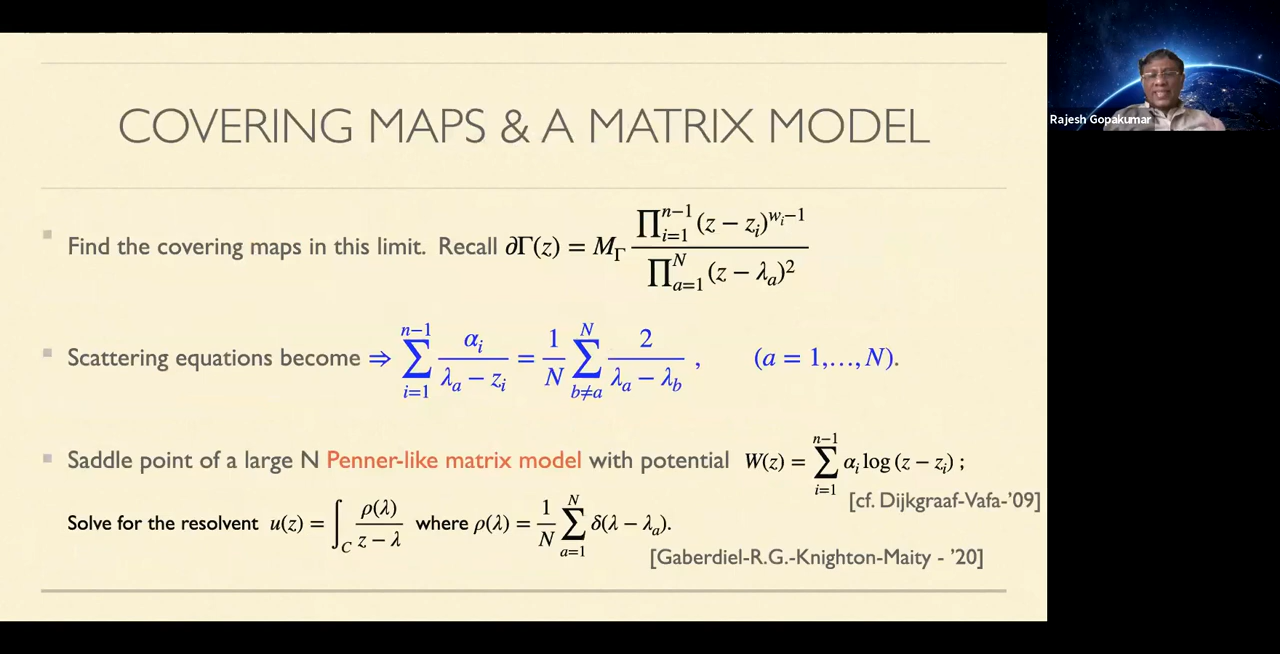 COVERING MAPS & A MATRIX MODEL
Rajesh Gopakumar
Find the covering maps in this limit. Recall ∂Γ(z) = M_Γ ∏_{i=1}^{n−1}(z − z_i)^{w_i−1} / ∏_{a=1}^{N}(z − λ_a)^2
Scattering equations become ⇒ ∑_{i=1}^{n−1} α_i / (λ_a − z_i) = 1/N ∑_{b≠a}^{N} 2 / (λ_a − λ_b) , (a = 1,…,N).
Saddle point of a large N Penner-like matrix model with potential W(z) = ∑_{i=1}^{n−1} α_i log (z − z_i) ;
[cf. Dijkgraaf-Vafa-'09]
Solve for the resolvent u(z) = ∫_C ρ(λ) / (z − λ) where ρ(λ) = 1/N ∑_{a=1}^{N} δ(λ − λ_a).
[Gaberdiel-R.G.-Knighton-Maity - '20]